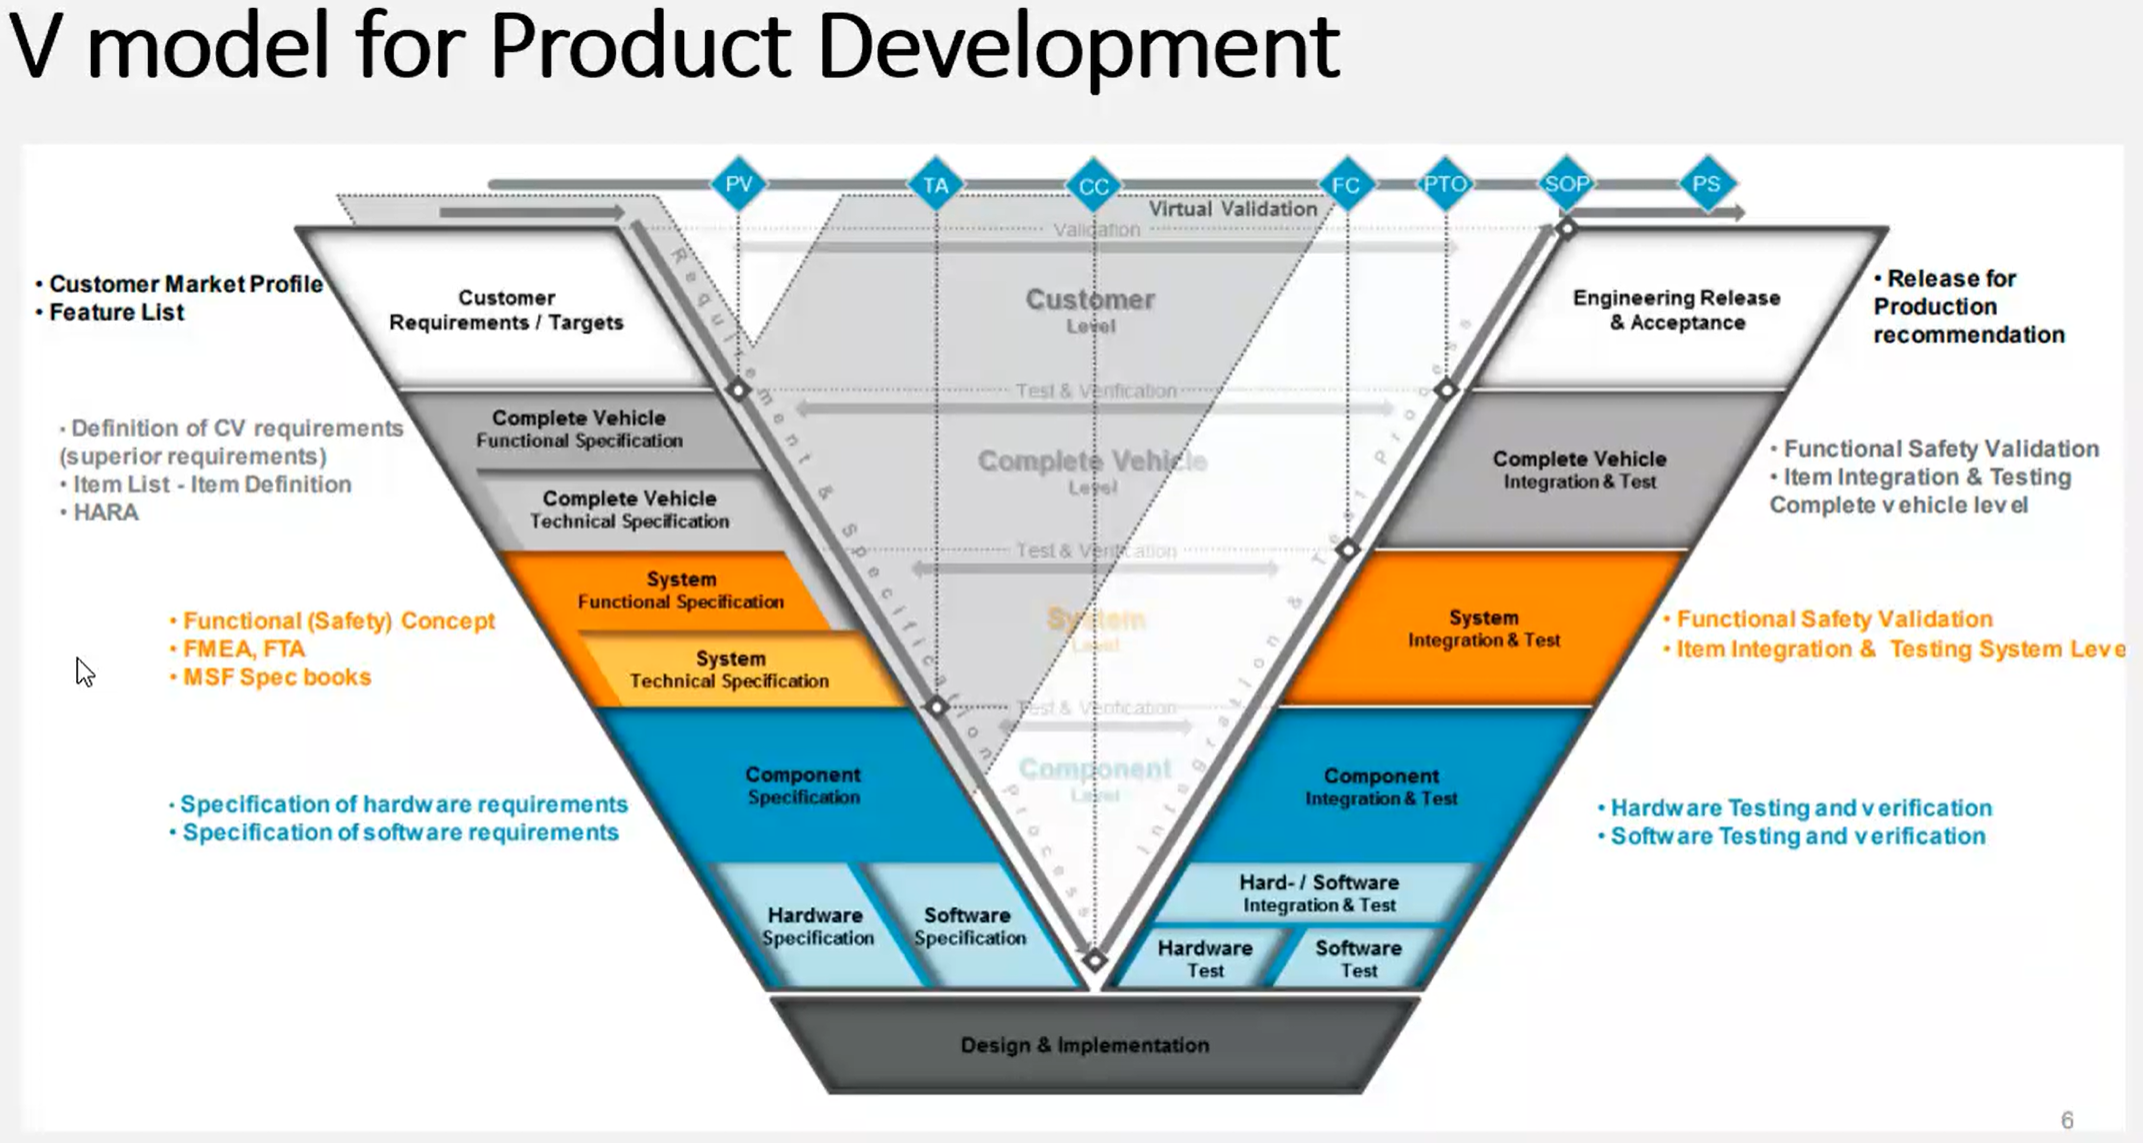 V model for Product Development
PV
TA
CC
FC
PTO
SOP
PS
Virtual Validation
Validation
• Customer Market Profile
• Feature List
Customer
Requirements / Targets
Customer
Level
Engineering Release
& Acceptance
• Release for
Production
recommendation
Test & Verification
• Definition of CV requirements
(superior requirements)
• Item List - Item Definition
• HARA
Complete Vehicle
Functional Specification
Complete Vehicle
Technical Specification
Complete Vehicle
Level
Complete Vehicle
Integration & Test
• Functional Safety Validation
• Item Integration & Testing
Complete vehicle level
Test & Verification
• Functional (Safety) Concept
• FMEA, FTA
• MSF Spec books
System
Functional Specification
System
Technical Specification
System
Level
System
Integration & Test
• Functional Safety Validation
• Item Integration & Testing System Leve
Test & Verification
• Specification of hardware requirements
• Specification of software requirements
Component
Specification
Component
Level
Component
Integration & Test
• Hardware Testing and verification
• Software Testing and verification
Requirement & Specification process
Integration & Test Process
Hardware
Specification
Software
Specification
Hard- / Software
Integration & Test
Hardware
Test
Software
Test
Design & Implementation
6